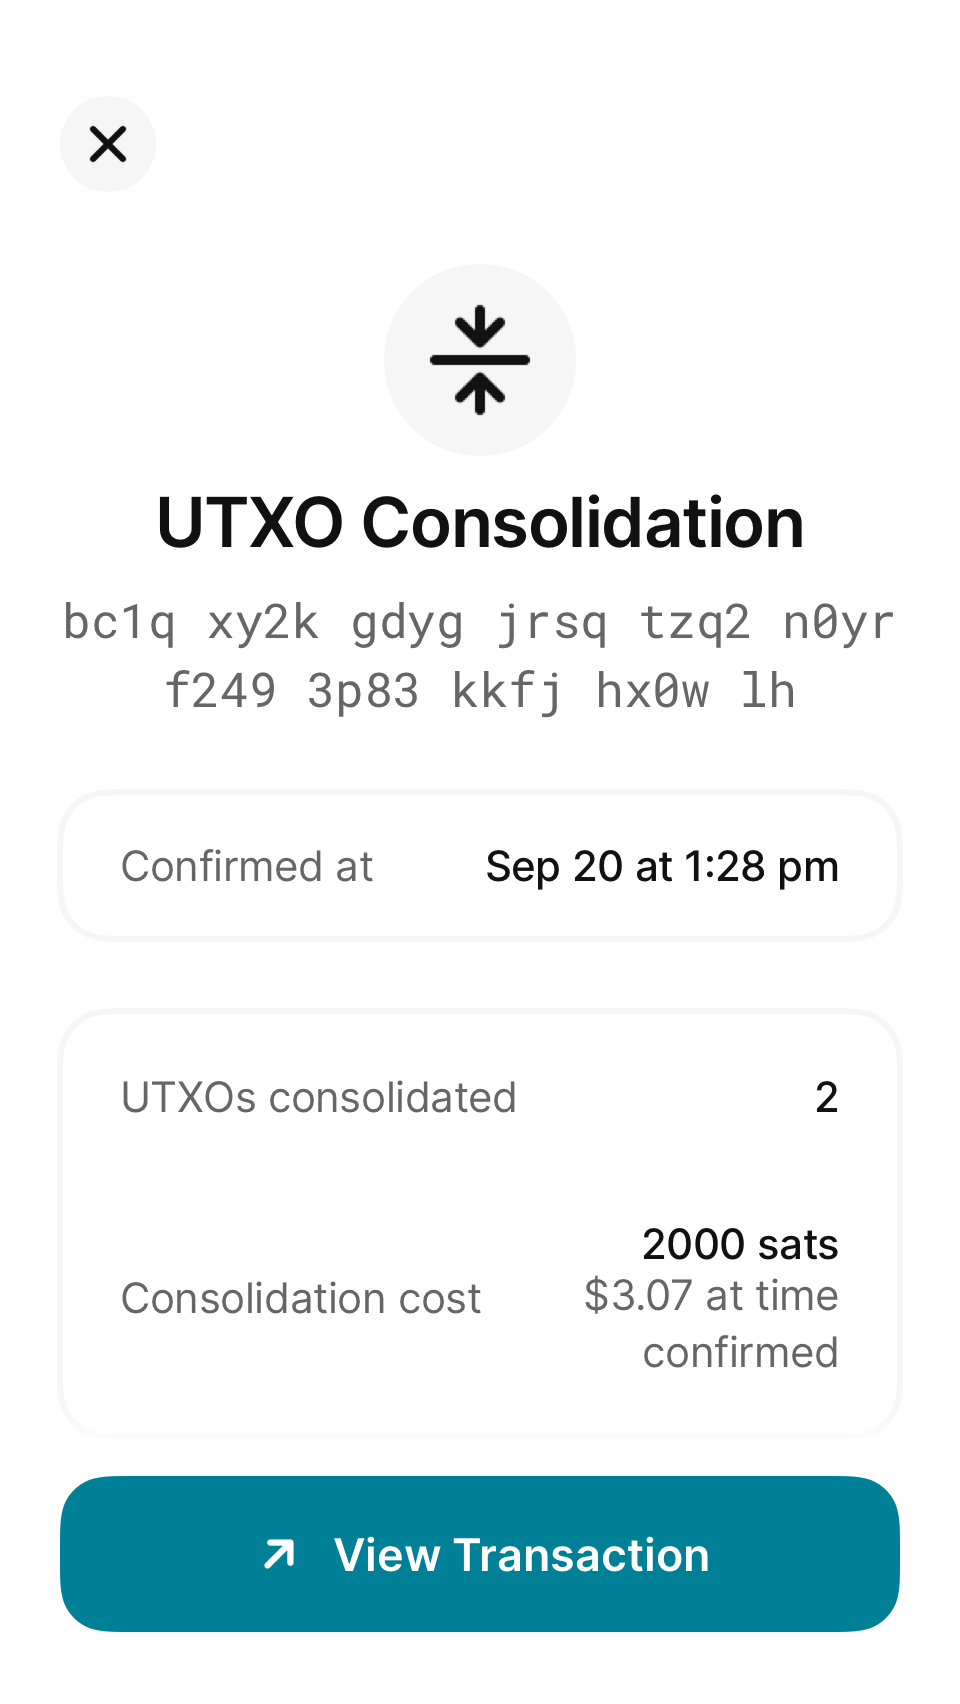 UTXO Consolidation
bc1q xy2k gdyg jrsq tzq2 n0yr
f249 3p83 kkfj hx0w lh
Confirmed at Sep 20 at 1:28 pm
UTXOs consolidated 2
2000 sats
Consolidation cost $3.07 at time
confirmed
View Transaction